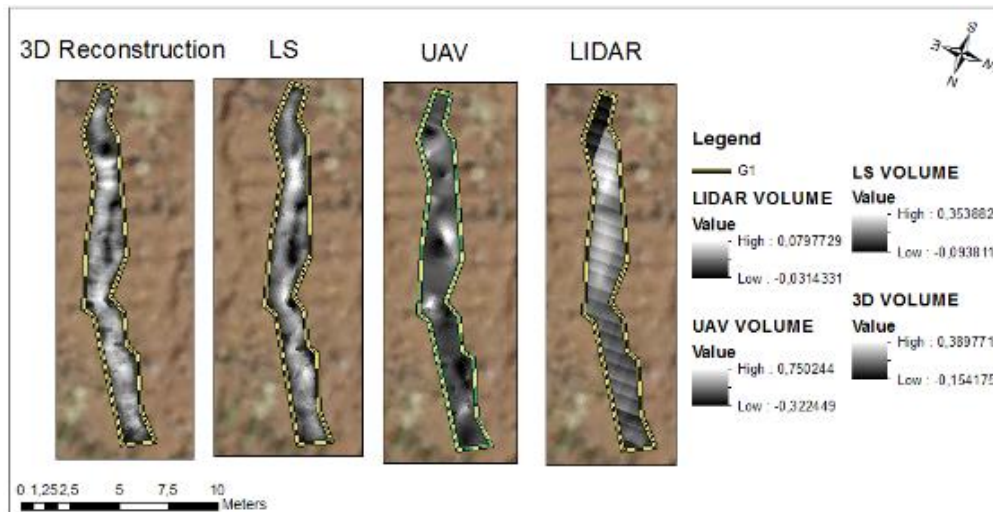 3D Reconstruction
LS
UAV
LIDAR
S
E
W
N
Legend
G1
LIDAR VOLUME
Value
High : 0,0797729
Low : -0,0314331
UAV VOLUME
Value
High : 0,750244
Low : -0,322449
LS VOLUME
Value
High : 0,353882
Low : -0,093811
3D VOLUME
Value
High : 0,389771
Low : -0,154175
0 1,252,5 5 7,5 10
Meters